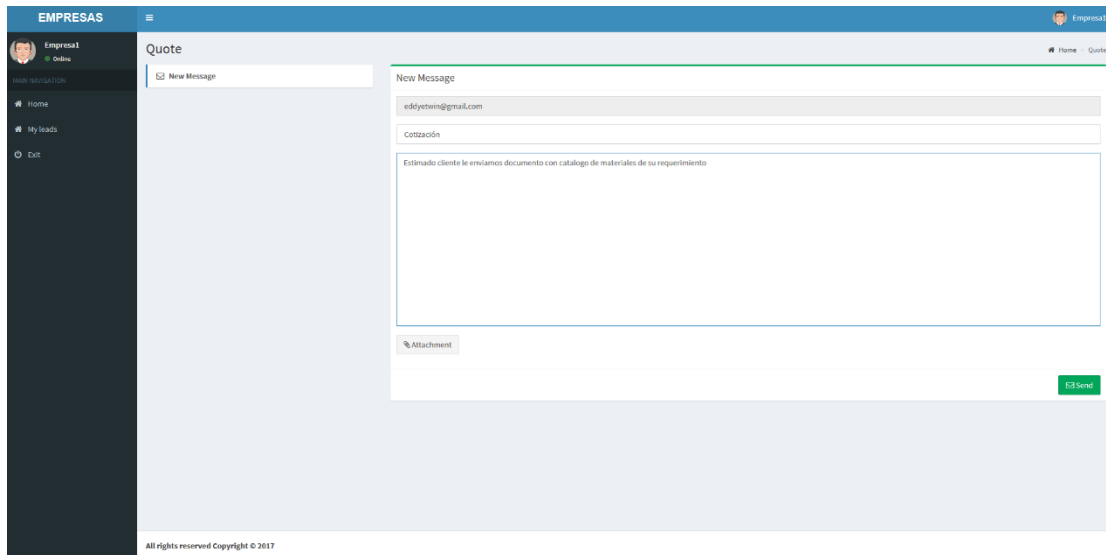 EMPRESAS
Empresa1
Empresa1
Online
MAIN NAVIGATION
Home
My leads
Exit
Quote
Home
Quote
New Message
New Message
eddyetwin@gmail.com
Cotización
Estimado cliente le enviamos documento con catalogo de materiales de su requerimiento
Attachment
Send
All rights reserved Copyright © 2017